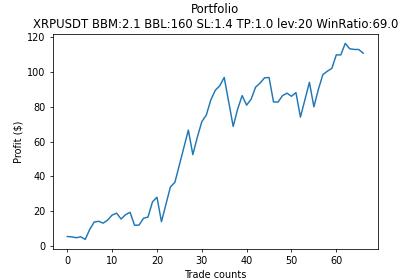 Portfolio
XRPUSDT BBM:2.1 BBL:160 SL:1.4 TP:1.0 lev:20 WinRatio:69.0
120
100
80
60
40
20
0
Profit ($)
0 10 20 30 40 50 60
Trade counts